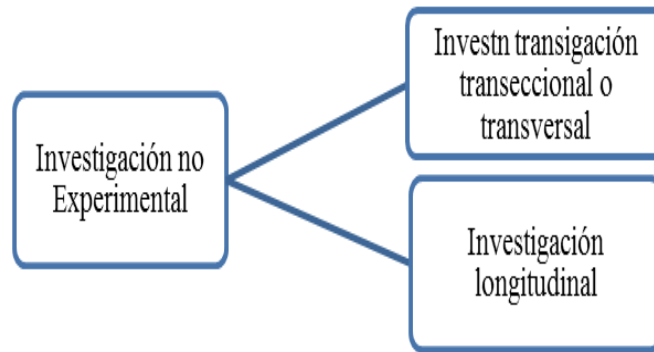 Investigación no
Experimental
Investn transigación
transeccional o
transversal
Investigación
longitudinal